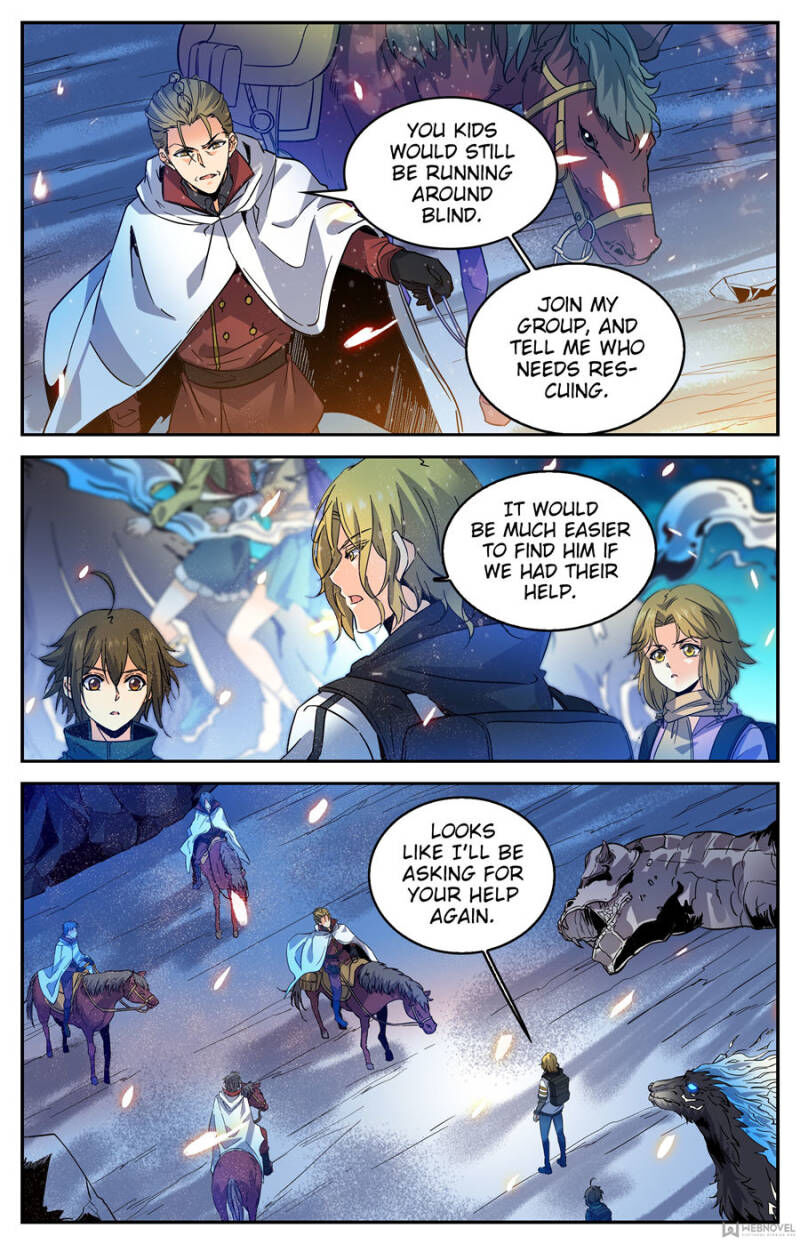 YOU KIDS
WOULD STILL
BE RUNNING
AROUND
BLIND.
JOIN MY
GROUP, AND
TELL ME WHO
NEEDS RES-
CUING.
IT WOULD
BE MUCH EASIER
TO FIND HIM IF
WE HAD THEIR
HELP.
LOOKS
LIKE I'LL BE
ASKING FOR
YOUR HELP
AGAIN.
WEBNOVEL